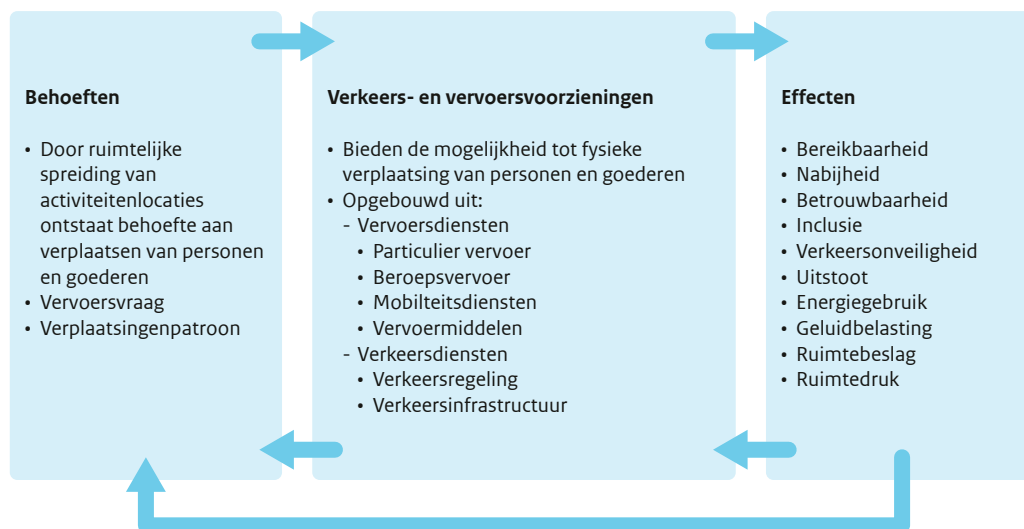 Behoeften
• Door ruimtelijke
spreiding van
activiteitenlocaties
ontstaat behoefte aan
verplaatsen van personen
en goederen
• Vervoersvraag
• Verplaatsingenpatroon
Verkeers- en vervoersvoorzieningen
• Bieden de mogelijkheid tot fysieke
verplaatsing van personen en goederen
• Opgebouwd uit:
- Vervoersdiensten
• Particulier vervoer
• Beroepsvervoer
• Mobilteitsdiensten
• Vervoermiddelen
- Verkeersdiensten
• Verkeersregeling
• Verkeersinfrastructuur
Effecten
• Bereikbaarheid
• Nabijheid
• Betrouwbaarheid
• Inclusie
• Verkeersonveiligheid
• Uitstoot
• Energiegebruik
• Geluidbelasting
• Ruimtebeslag
• Ruimtedruk